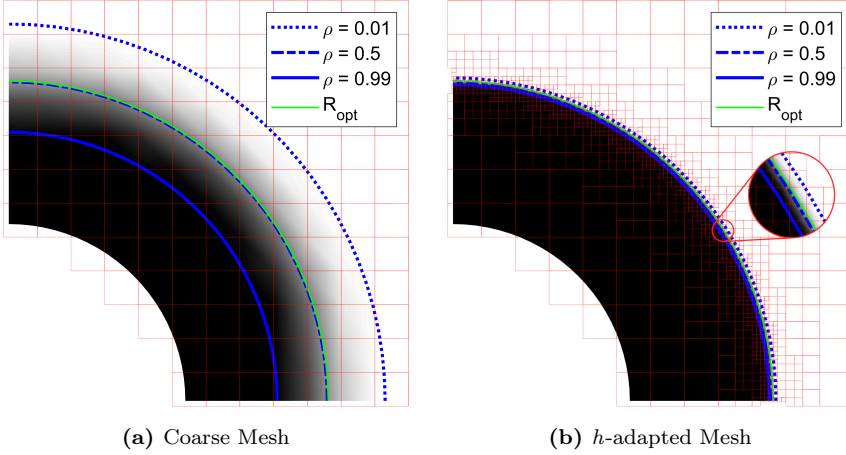 ρ = 0.01
ρ = 0.5
ρ = 0.99
R_opt
ρ = 0.01
ρ = 0.5
ρ = 0.99
R_opt
(a) Coarse Mesh
(b) h-adapted Mesh